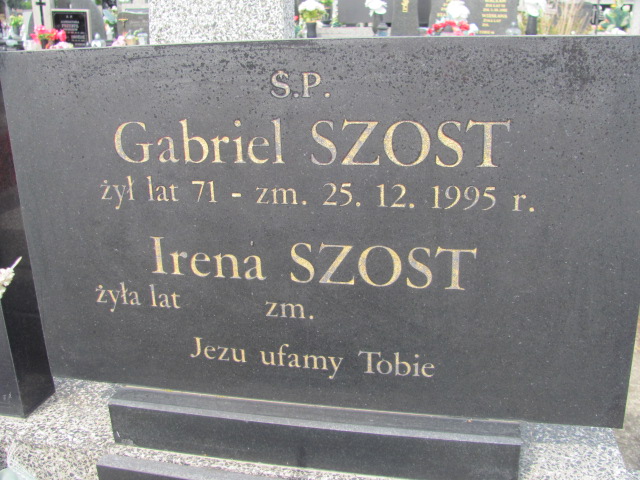 Ś.P.
Gabriel SZOST
żył lat 71 - zm. 25. 12. 1995 r.
Irena SZOST
żyła lat zm.
Jezu ufamy Tobie